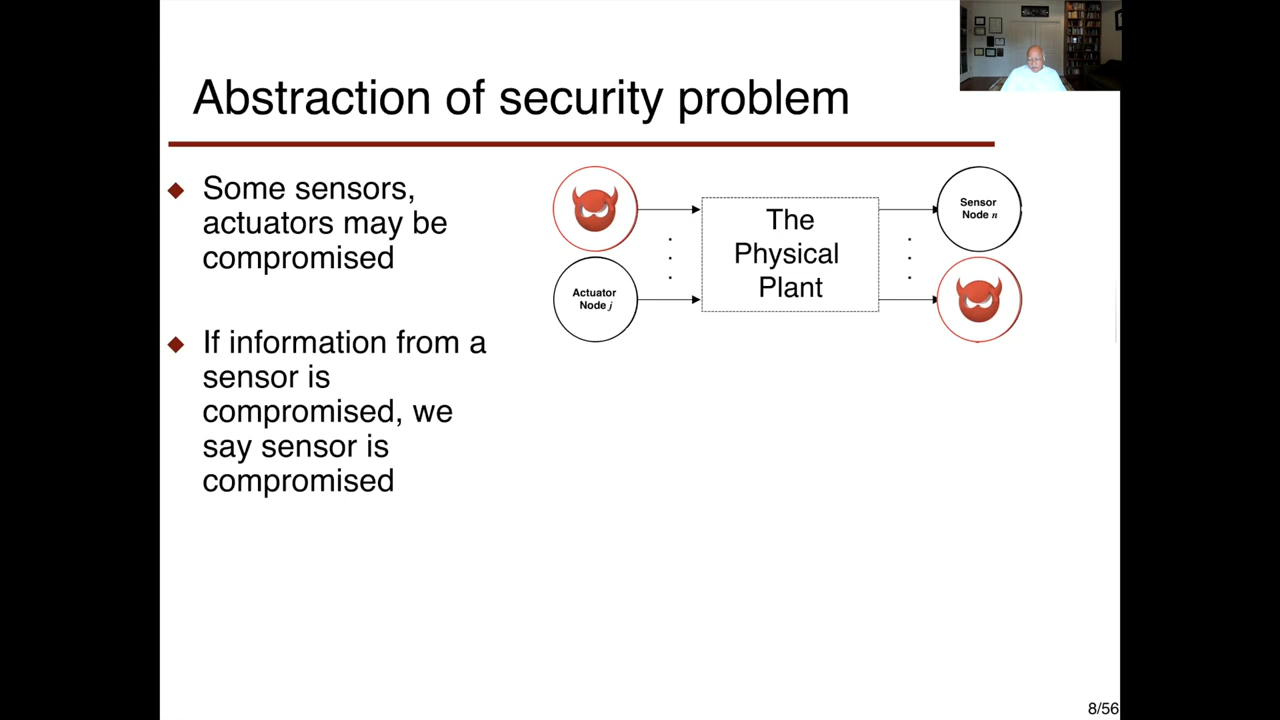 Abstraction of security problem
Some sensors,
actuators may be
compromised
If information from a
sensor is
compromised, we
say sensor is
compromised
Actuator
Node j
The
Physical
Plant
Sensor
Node n
8/56